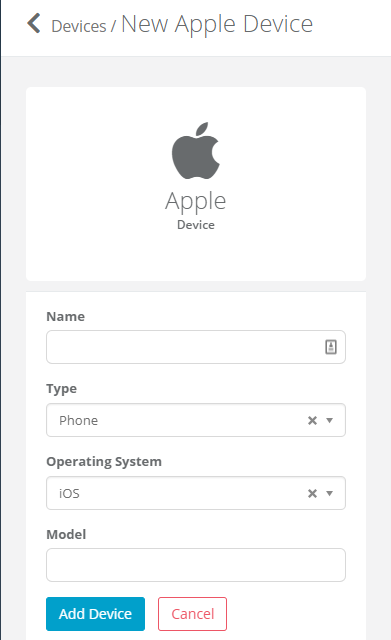 Devices / New Apple Device
Apple
Device
Name
Type
Phone
Operating System
iOS
Model
Add Device Cancel